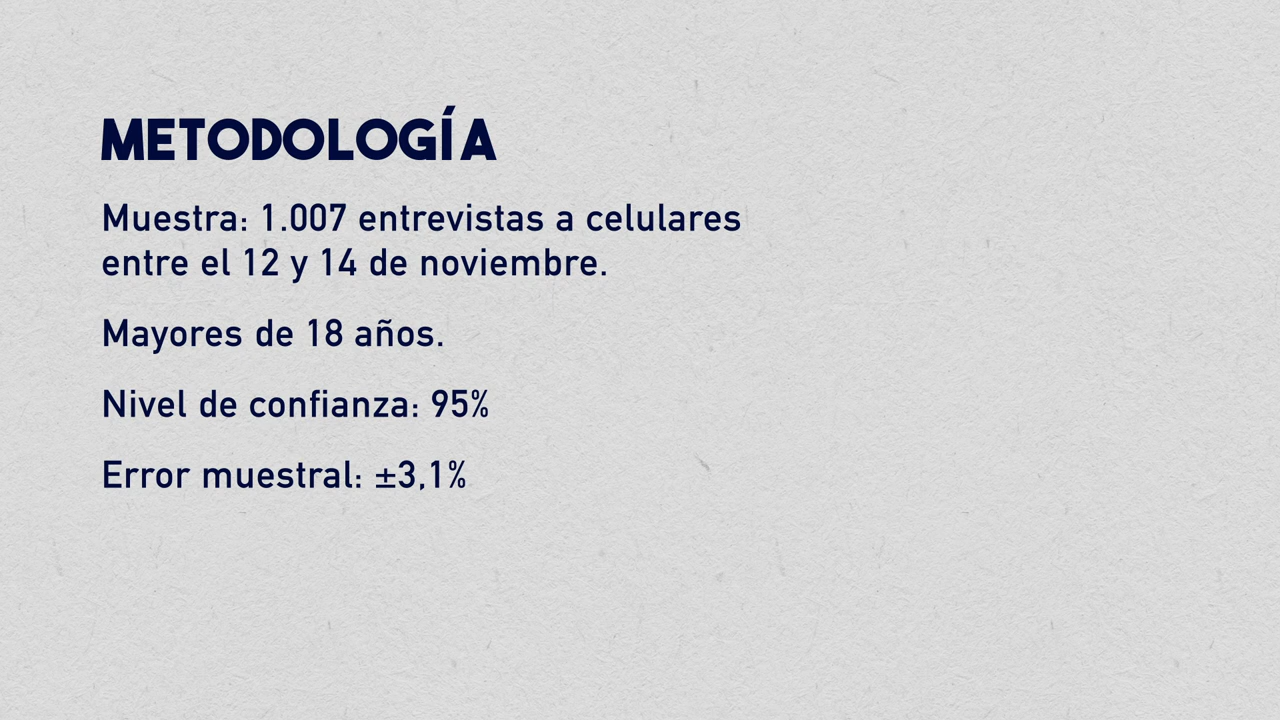 METODOLOGÍA
Muestra: 1.007 entrevistas a celulares
entre el 12 y 14 de noviembre.
Mayores de 18 años.
Nivel de confianza: 95%
Error muestral: ±3,1%